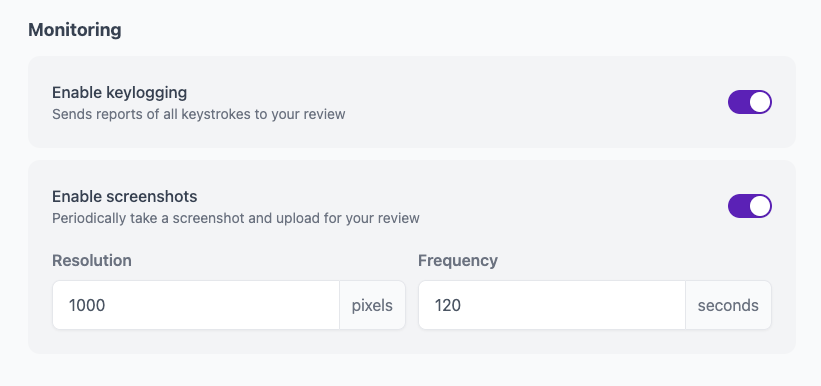 Monitoring
Enable keylogging
Sends reports of all keystrokes to your review
Enable screenshots
Periodically take a screenshot and upload for your review
Resolution
Frequency
1000 pixels
120 seconds